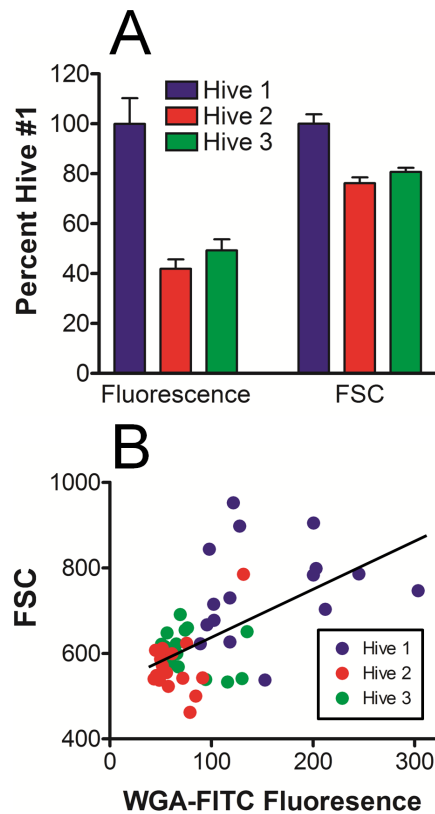 A
Percent Hive #1
120
100
80
60
40
20
0
Hive 1
Hive 2
Hive 3
Fluorescence
FSC
B
FSC
1000
800
600
400
Hive 1
Hive 2
Hive 3
0
100
200
300
WGA-FITC Fluoresence